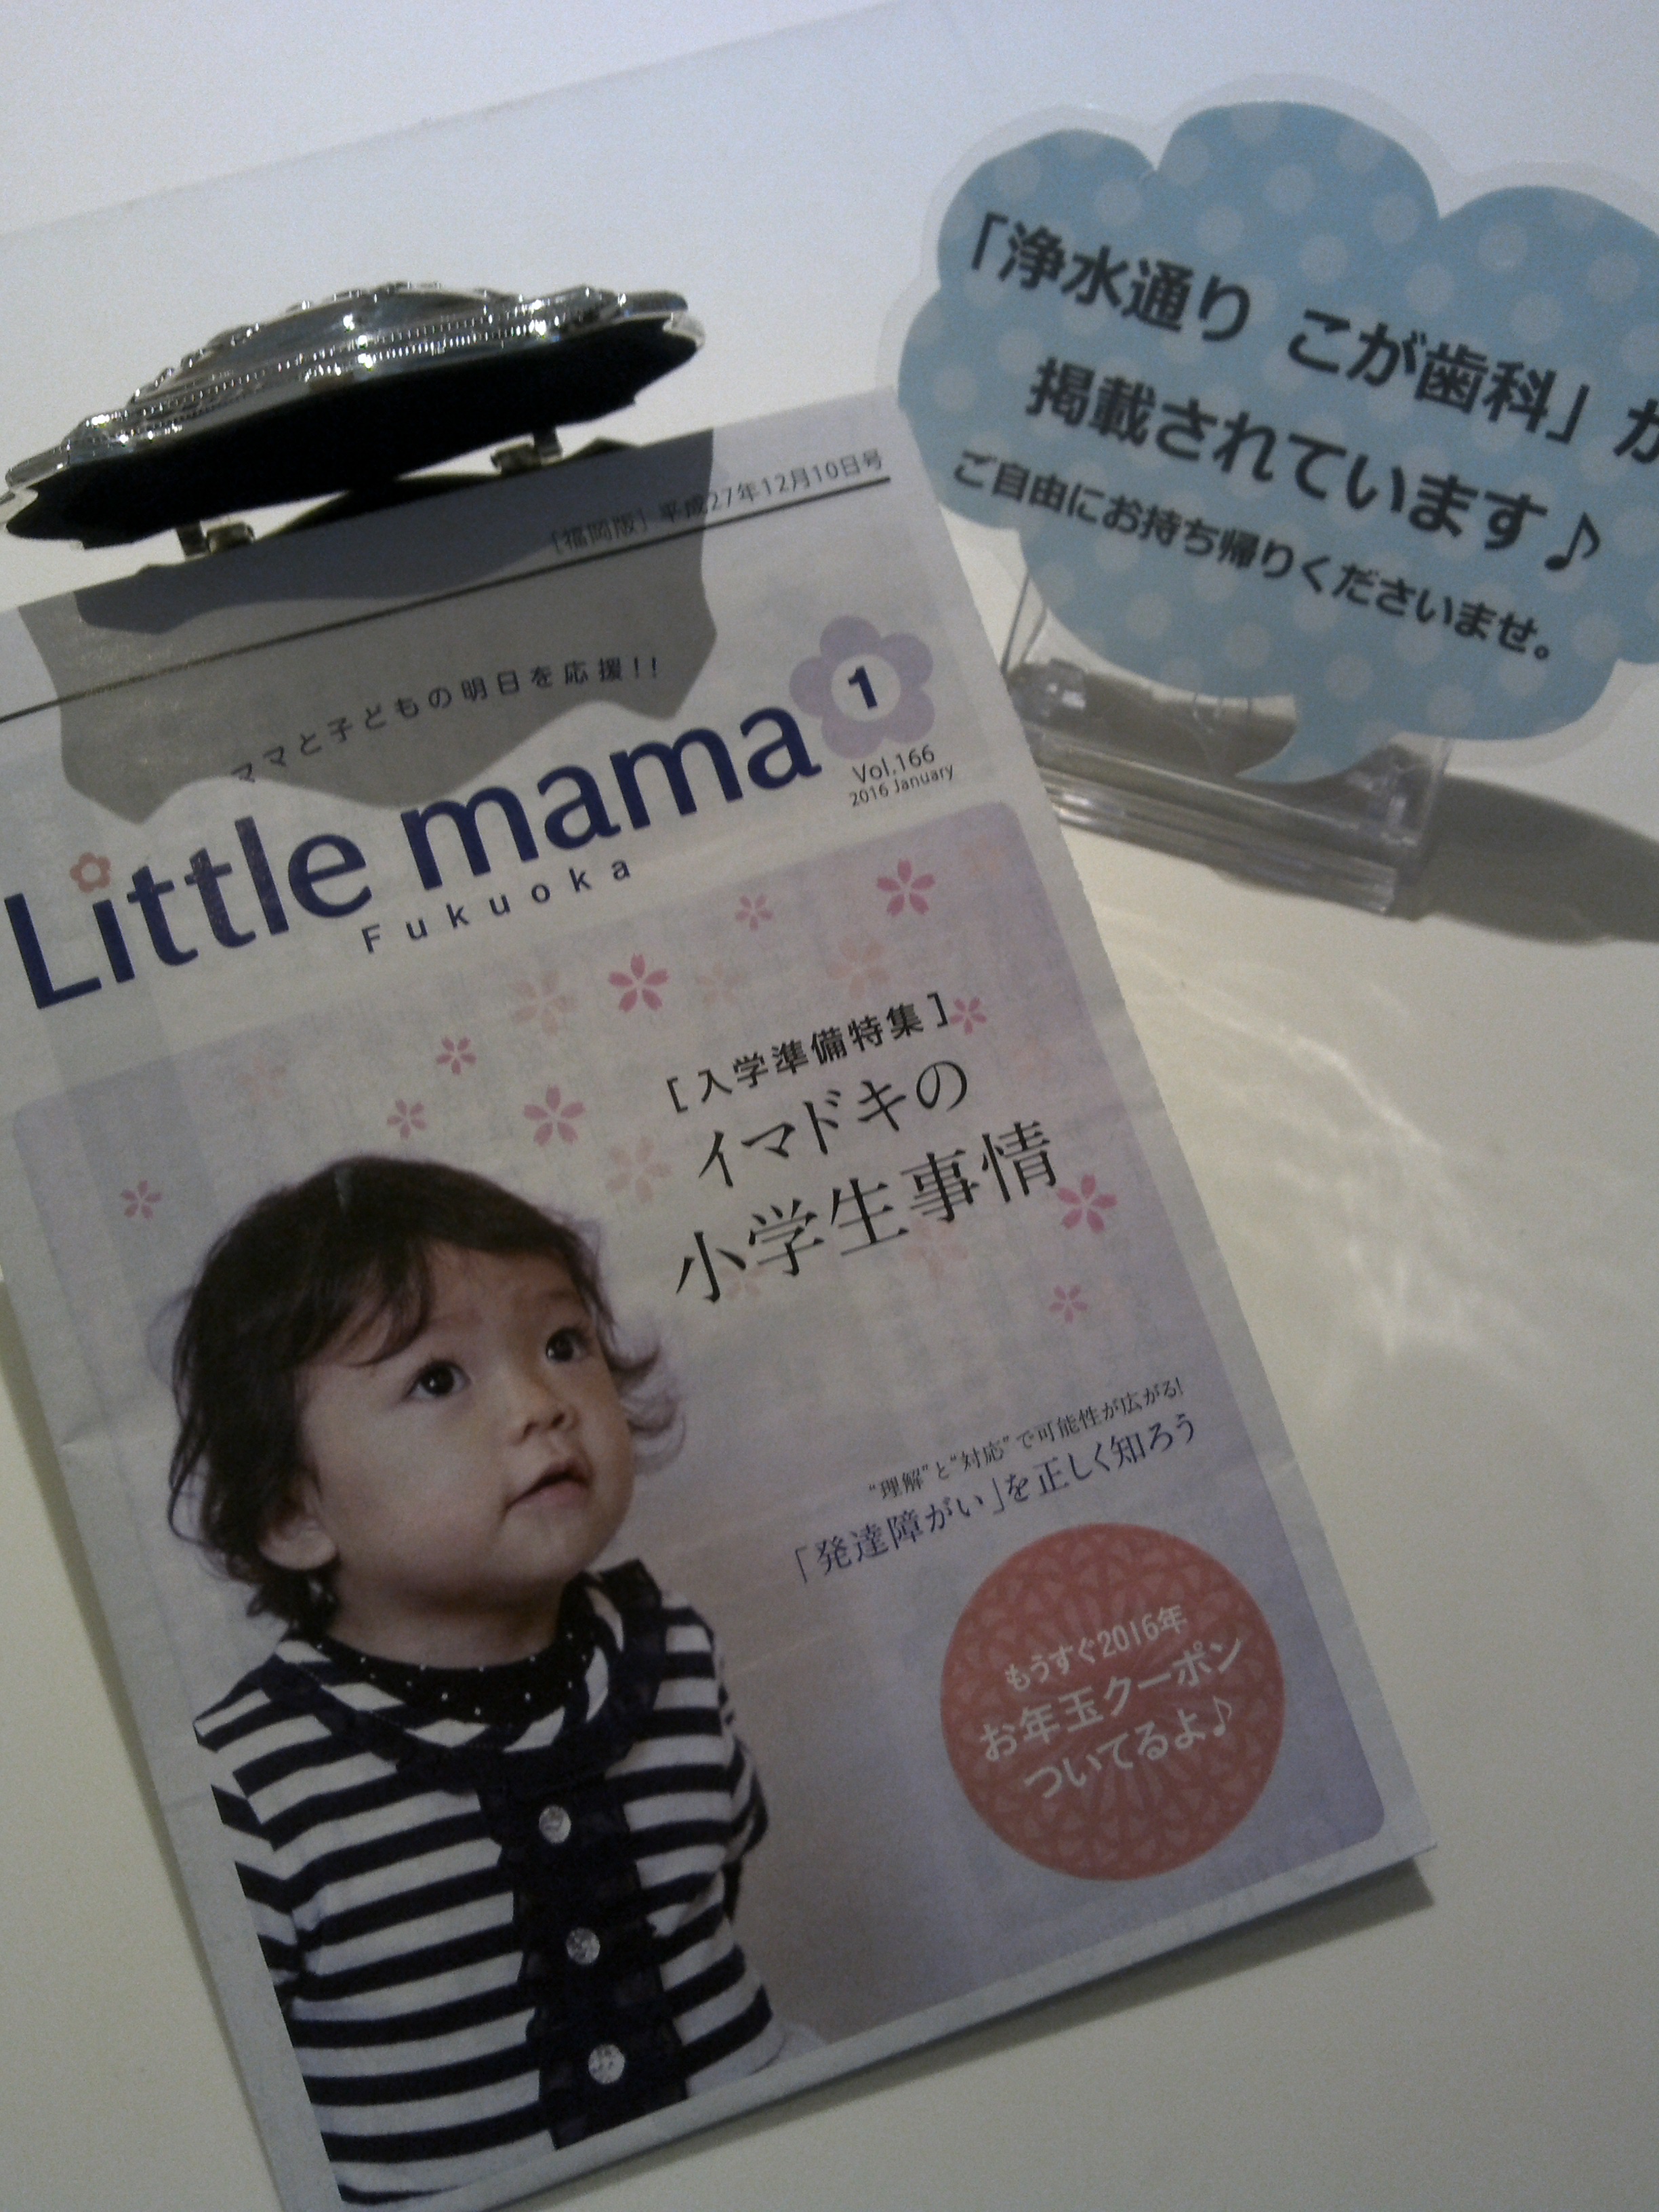 「浄水通り こが歯科」が
掲載されています♪
ご自由にお持ち帰りくださいませ。
[福岡版] 平成27年12月10日号
ママと子どもの明日を応援!!
Little mama
Fukuoka
1
Vol.166
2016 January
[入学準備特集]
イマドキの
小学生事情
“理解”と“対応”で可能性が広がる!
「発達障がい」を正しく知ろう
もうすぐ2016年
お年玉クーポン
ついてるよ♪